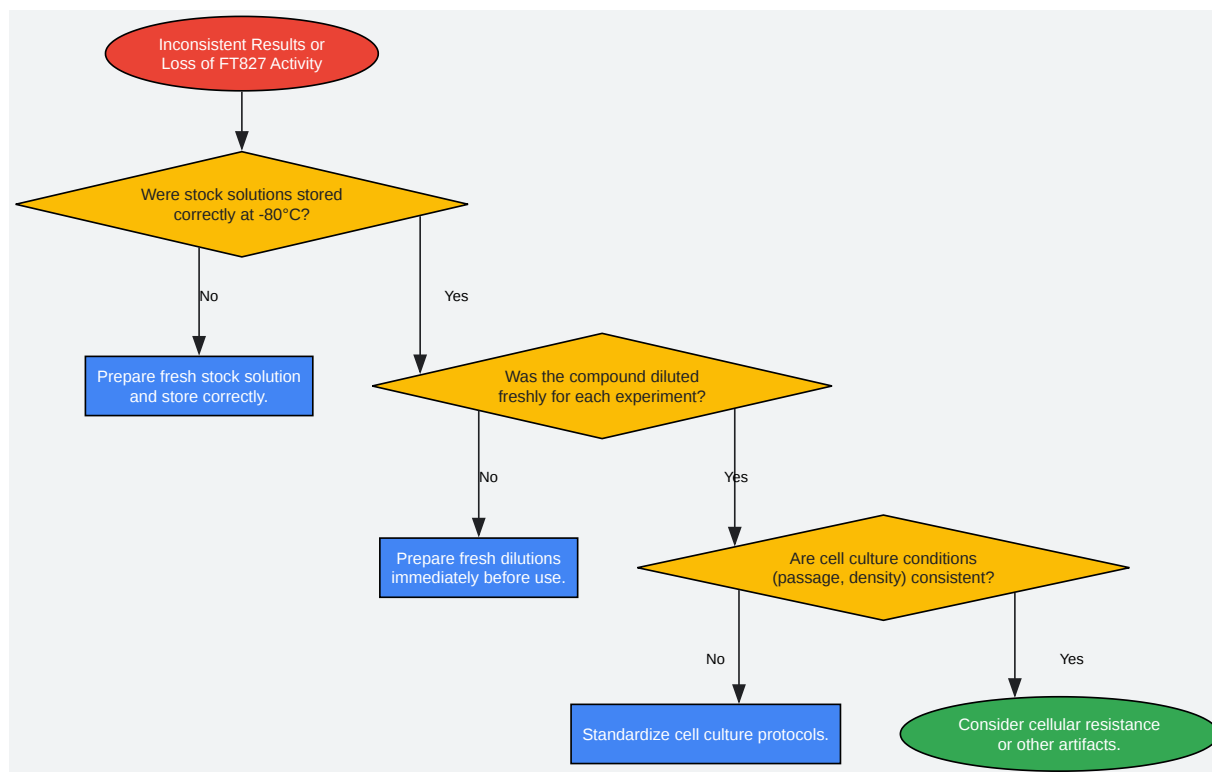 Inconsistent Results or
Loss of FT827 Activity
Were stock solutions stored
correctly at -80°C?
No
Yes
Prepare fresh stock solution
and store correctly.
Was the compound diluted
freshly for each experiment?
No
Yes
Prepare fresh dilutions
immediately before use.
Are cell culture conditions
(passage, density) consistent?
No
Yes
Standardize cell culture protocols.
Consider cellular resistance
or other artifacts.